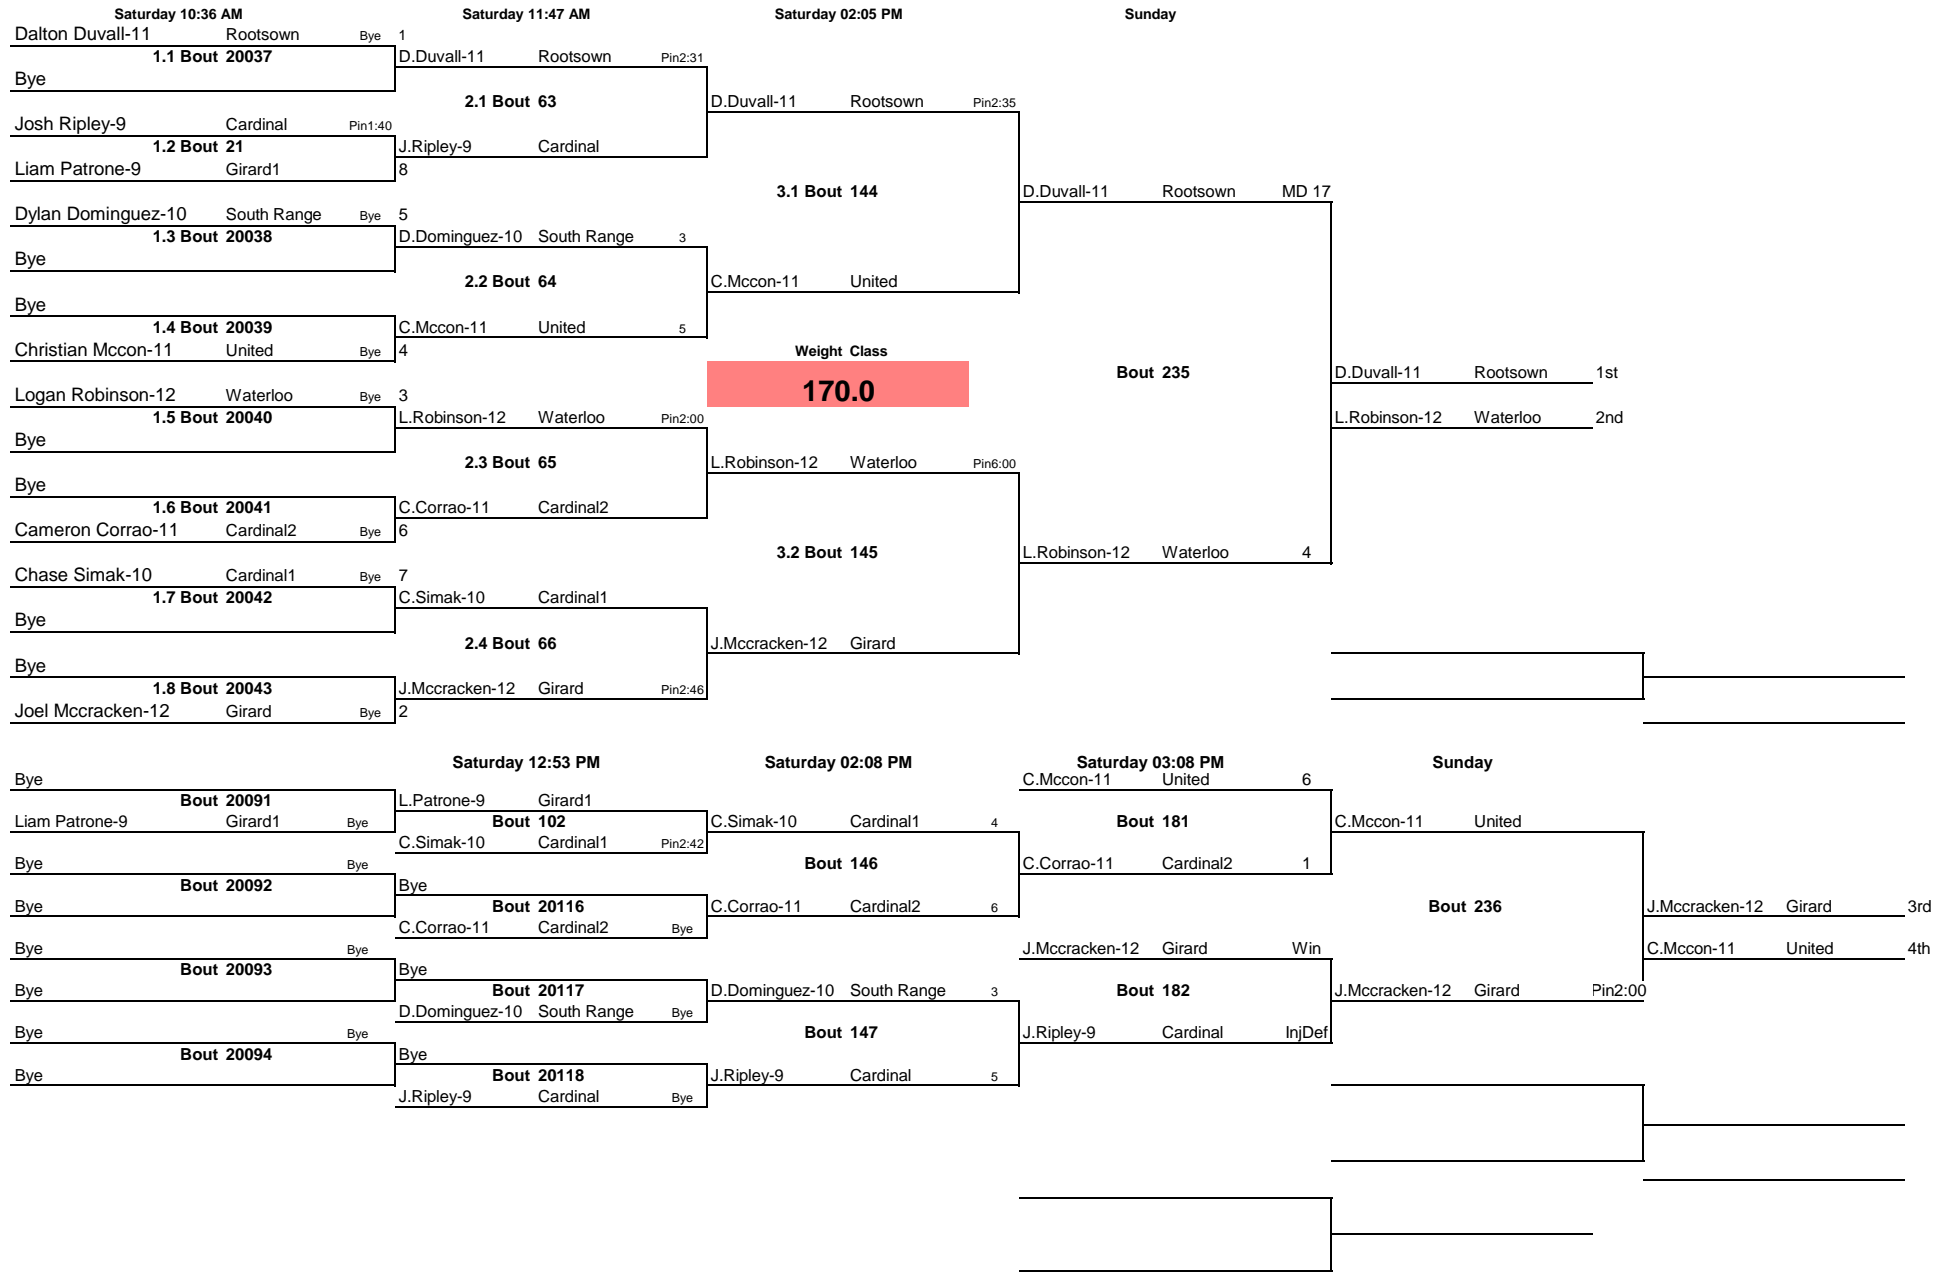 Saturday 10:36 AM Saturday 11:47 AM Saturday 02:05 PM Sunday
Dalton Duvall-11 Rootsown Bye 1
1.1 Bout 20037 D.Duvall-11 Rootsown Pin2:31
Bye
2.1 Bout 63 D.Duvall-11 Rootsown Pin2:35
Josh Ripley-9 Cardinal Pin1:40
1.2 Bout 21 J.Ripley-9 Cardinal
Liam Patrone-9 Girard1 8
3.1 Bout 144 D.Duvall-11 Rootsown MD 17
Dylan Dominguez-10 South Range Bye 5
1.3 Bout 20038 D.Dominguez-10 South Range 3
Bye
2.2 Bout 64 C.Mccon-11 United
Bye
1.4 Bout 20039 C.Mccon-11 United 5
Christian Mccon-11 United Bye 4 Weight Class
Bout 235 D.Duvall-11 Rootsown 1st
Logan Robinson-12 Waterloo Bye 3 170.0
1.5 Bout 20040 L.Robinson-12 Waterloo Pin2:00 L.Robinson-12 Waterloo 2nd
Bye
2.3 Bout 65 L.Robinson-12 Waterloo Pin6:00
Bye
1.6 Bout 20041 C.Corrao-11 Cardinal2
Cameron Corrao-11 Cardinal2 Bye 6
3.2 Bout 145 L.Robinson-12 Waterloo 4
Chase Simak-10 Cardinal1 Bye 7
1.7 Bout 20042 C.Simak-10 Cardinal1
Bye
2.4 Bout 66 J.Mccracken-12 Girard
Bye
1.8 Bout 20043 J.Mccracken-12 Girard Pin2:46
Joel Mccracken-12 Girard Bye 2
Saturday 12:53 PM Saturday 02:08 PM Saturday 03:08 PM Sunday
Bye C.Mccon-11 United 6
Bout 20091 L.Patrone-9 Girard1
Liam Patrone-9 Girard1 Bye Bout 102 C.Simak-10 Cardinal1 4 Bout 181 C.Mccon-11 United
C.Simak-10 Cardinal1 Pin2:42
Bye Bye Bout 146 C.Corrao-11 Cardinal2 1
Bout 20092 Bye
Bye Bout 20116 C.Corrao-11 Cardinal2 6 Bout 236 J.Mccracken-12 Girard 3rd
C.Corrao-11 Cardinal2 Bye
Bye Bye J.Mccracken-12 Girard Win C.Mccon-11 United 4th
Bout 20093 Bye
Bye Bout 20117 D.Dominguez-10 South Range 3 Bout 182 J.Mccracken-12 Girard Pin2:00
D.Dominguez-10 South Range Bye
Bye Bye Bout 147 J.Ripley-9 Cardinal InjDef
Bout 20094 Bye
Bye Bout 20118 J.Ripley-9 Cardinal 5
J.Ripley-9 Cardinal Bye